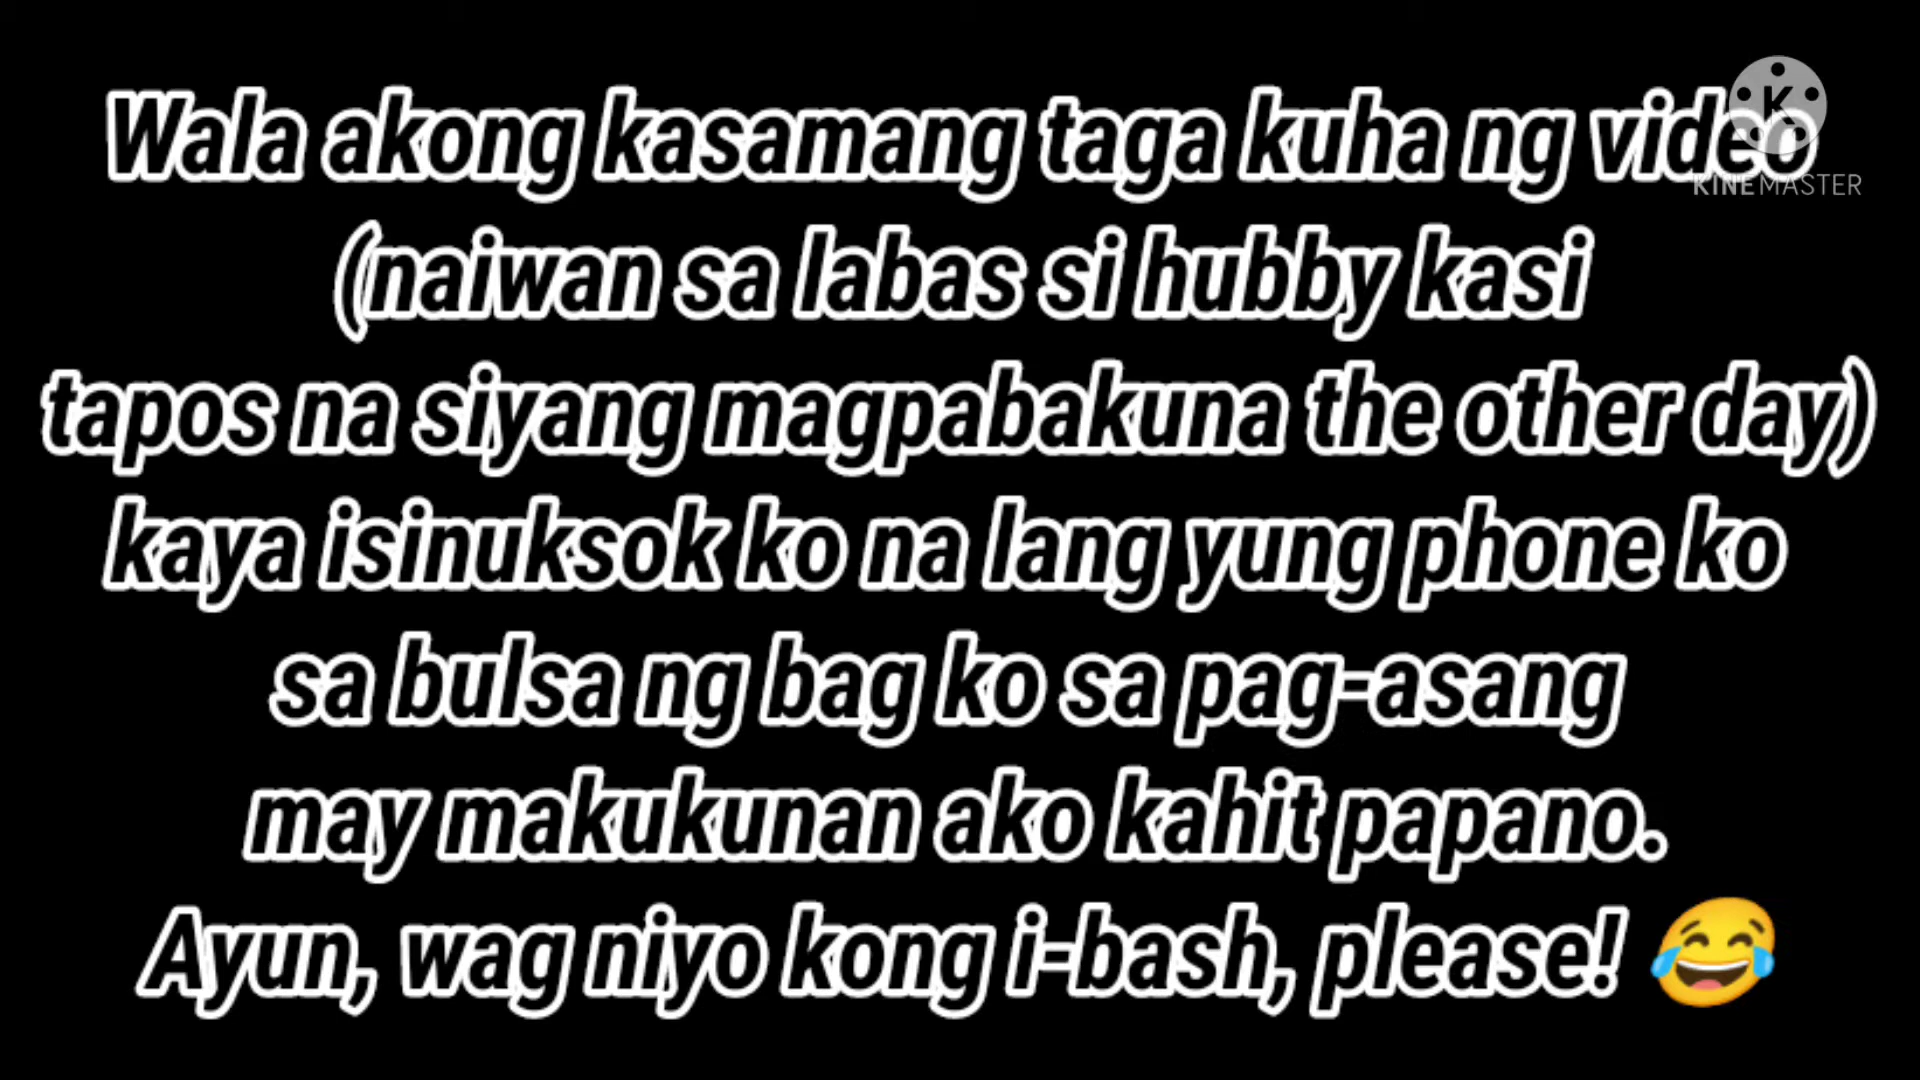 Wala akong kasamang taga kuha ng video
KINEMASTER
(naiwan sa labas si hubby kasi
tapos na siyang magpabakuna the other day)
kaya isinuksok ko na lang yung phone ko
sa bulsa ng bag ko sa pag-asang
may makukunan ako kahit papano.
Ayun, wag niyo kong i-bash, please! 😂